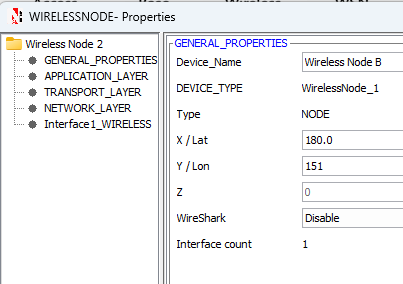 WIRELESSNODE- Properties
Wireless Node 2
GENERAL_PROPERTIES
APPLICATION_LAYER
TRANSPORT_LAYER
NETWORK_LAYER
Interface1_WIRELESS
GENERAL_PROPERTIES
Device_Name Wireless Node B
DEVICE_TYPE WirelessNode_1
Type NODE
X / Lat 180.0
Y / Lon 151
Z 0
WireShark Disable
Interface count 1